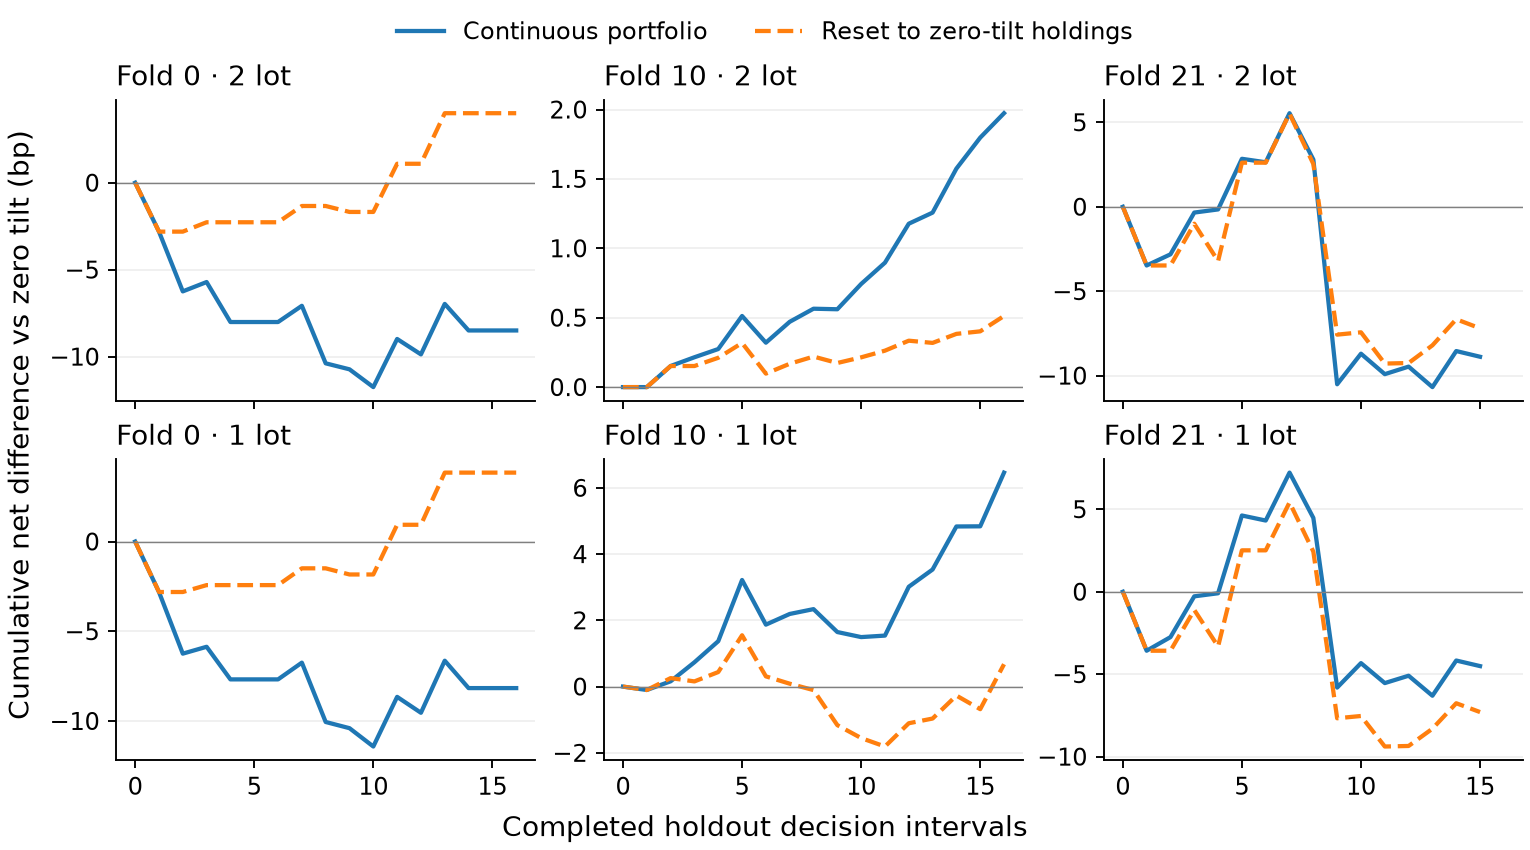 Continuous portfolio
Reset to zero-tilt holdings
Cumulative net difference vs zero tilt (bp)
Fold 0 · 2 lot
0
−5
−10
Fold 10 · 2 lot
2.0
1.5
1.0
0.5
0.0
Fold 21 · 2 lot
5
0
−5
−10
Fold 0 · 1 lot
0
−5
−10
0 5 10 15
Fold 10 · 1 lot
6
4
2
0
−2
0 5 10 15
Fold 21 · 1 lot
5
0
−5
−10
0 5 10 15
Completed holdout decision intervals